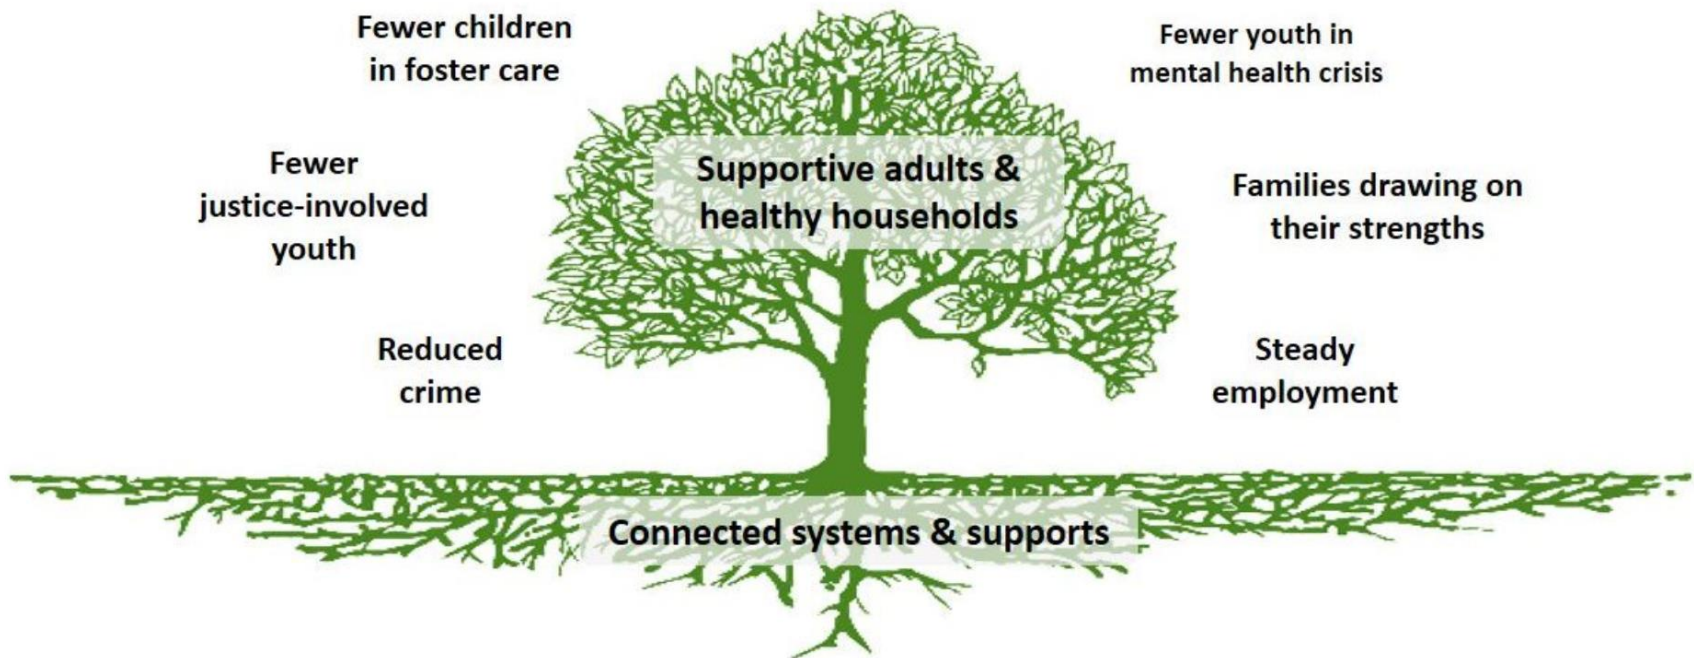 Fewer children
in foster care
Fewer youth in
mental health crisis
Supportive adults &
healthy households
Fewer
justice-involved
youth
Families drawing on
their strengths
Reduced
crime
Steady
employment
Connected systems & supports